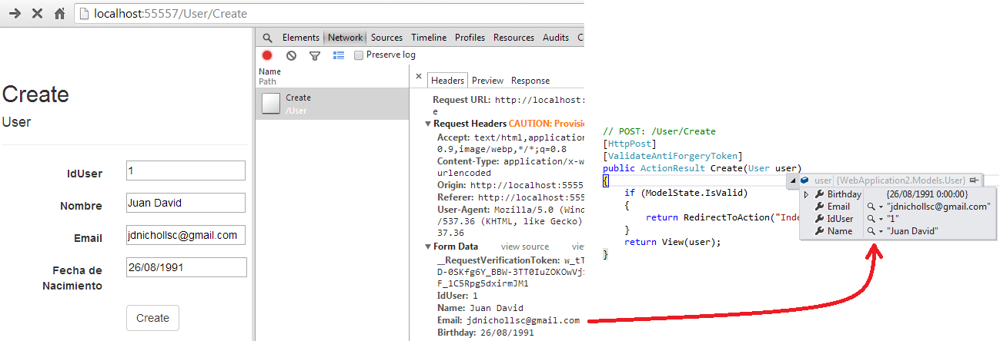 localhost:55557/User/Create
Create
User
IdUser 1
Nombre Juan David
Email jdnichollsc@gmail.com
Fecha de Nacimiento 26/08/1991
Create
Elements Network Sources Timeline Profiles Resources Audits C
Preserve log
Name
Path
Create
/User
× Headers Preview Response
Request URL: http://localhost:
e
Request Headers CAUTION: Provisi
Accept: text/html,application
0.9,image/webp,*/*;q=0.8
Content-Type: application/x-w
urlencoded
Origin: http://localhost:5555
Referer: http://localhost:555
User-Agent: Mozilla/5.0 (Wind
/537.36 (KHTML, like Gecko)
37.36
Form Data view source vie
__RequestVerificationToken: w_tT
D-0SKfg6Y_BBW-3TT0IuZOKOwVj
F_1C5Rpg5dxirmJM1
IdUser: 1
Name: Juan David
Email: jdnichollsc@gmail.com
Birthday: 26/08/1991
// POST: /User/Create
[HttpPost]
[ValidateAntiForgeryToken]
public ActionResult Create(User user)
{
if (ModelState.IsValid)
{
return RedirectToAction("Inde
}
return View(user);
}
user {WebApplication2.Models.User}
Birthday {26/08/1991 0:00:00}
Email "jdnichollsc@gmail.com"
IdUser "1"
Name "Juan David"